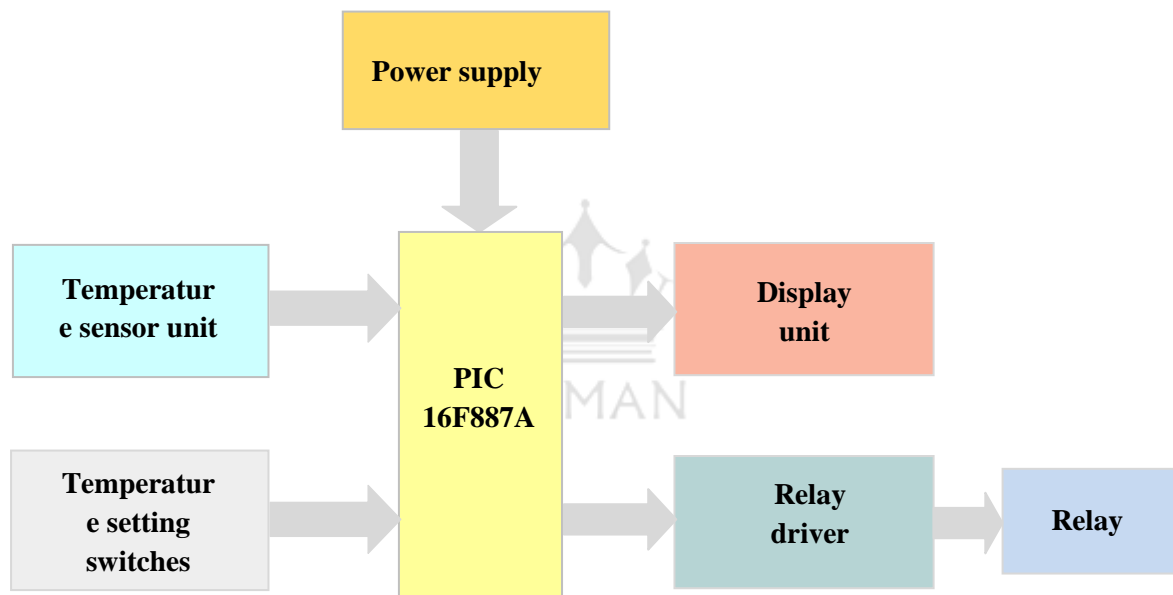 Power supply
Temperatur
e sensor unit
Display
unit
PIC
16F887A
MAN
Temperatur
e setting
switches
Relay
driver
Relay